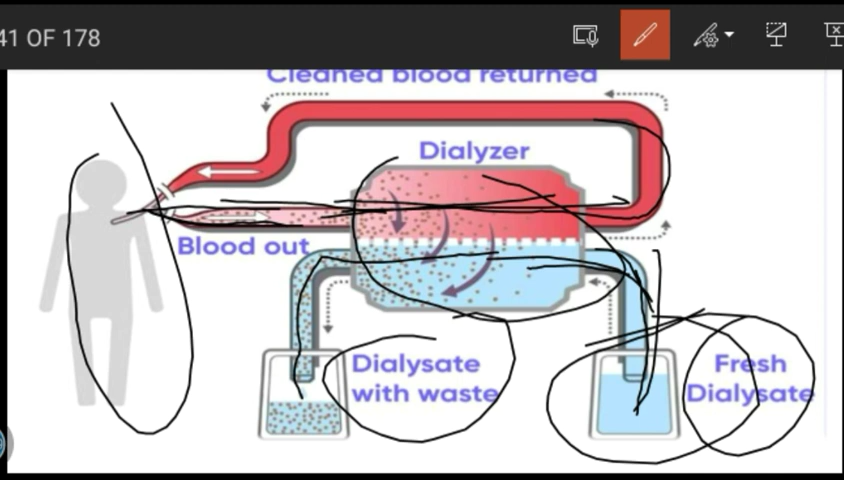 41 OF 178
Cleaned blood returned
Dialyzer
Blood out
Dialysate
with waste
Fresh
Dialysate